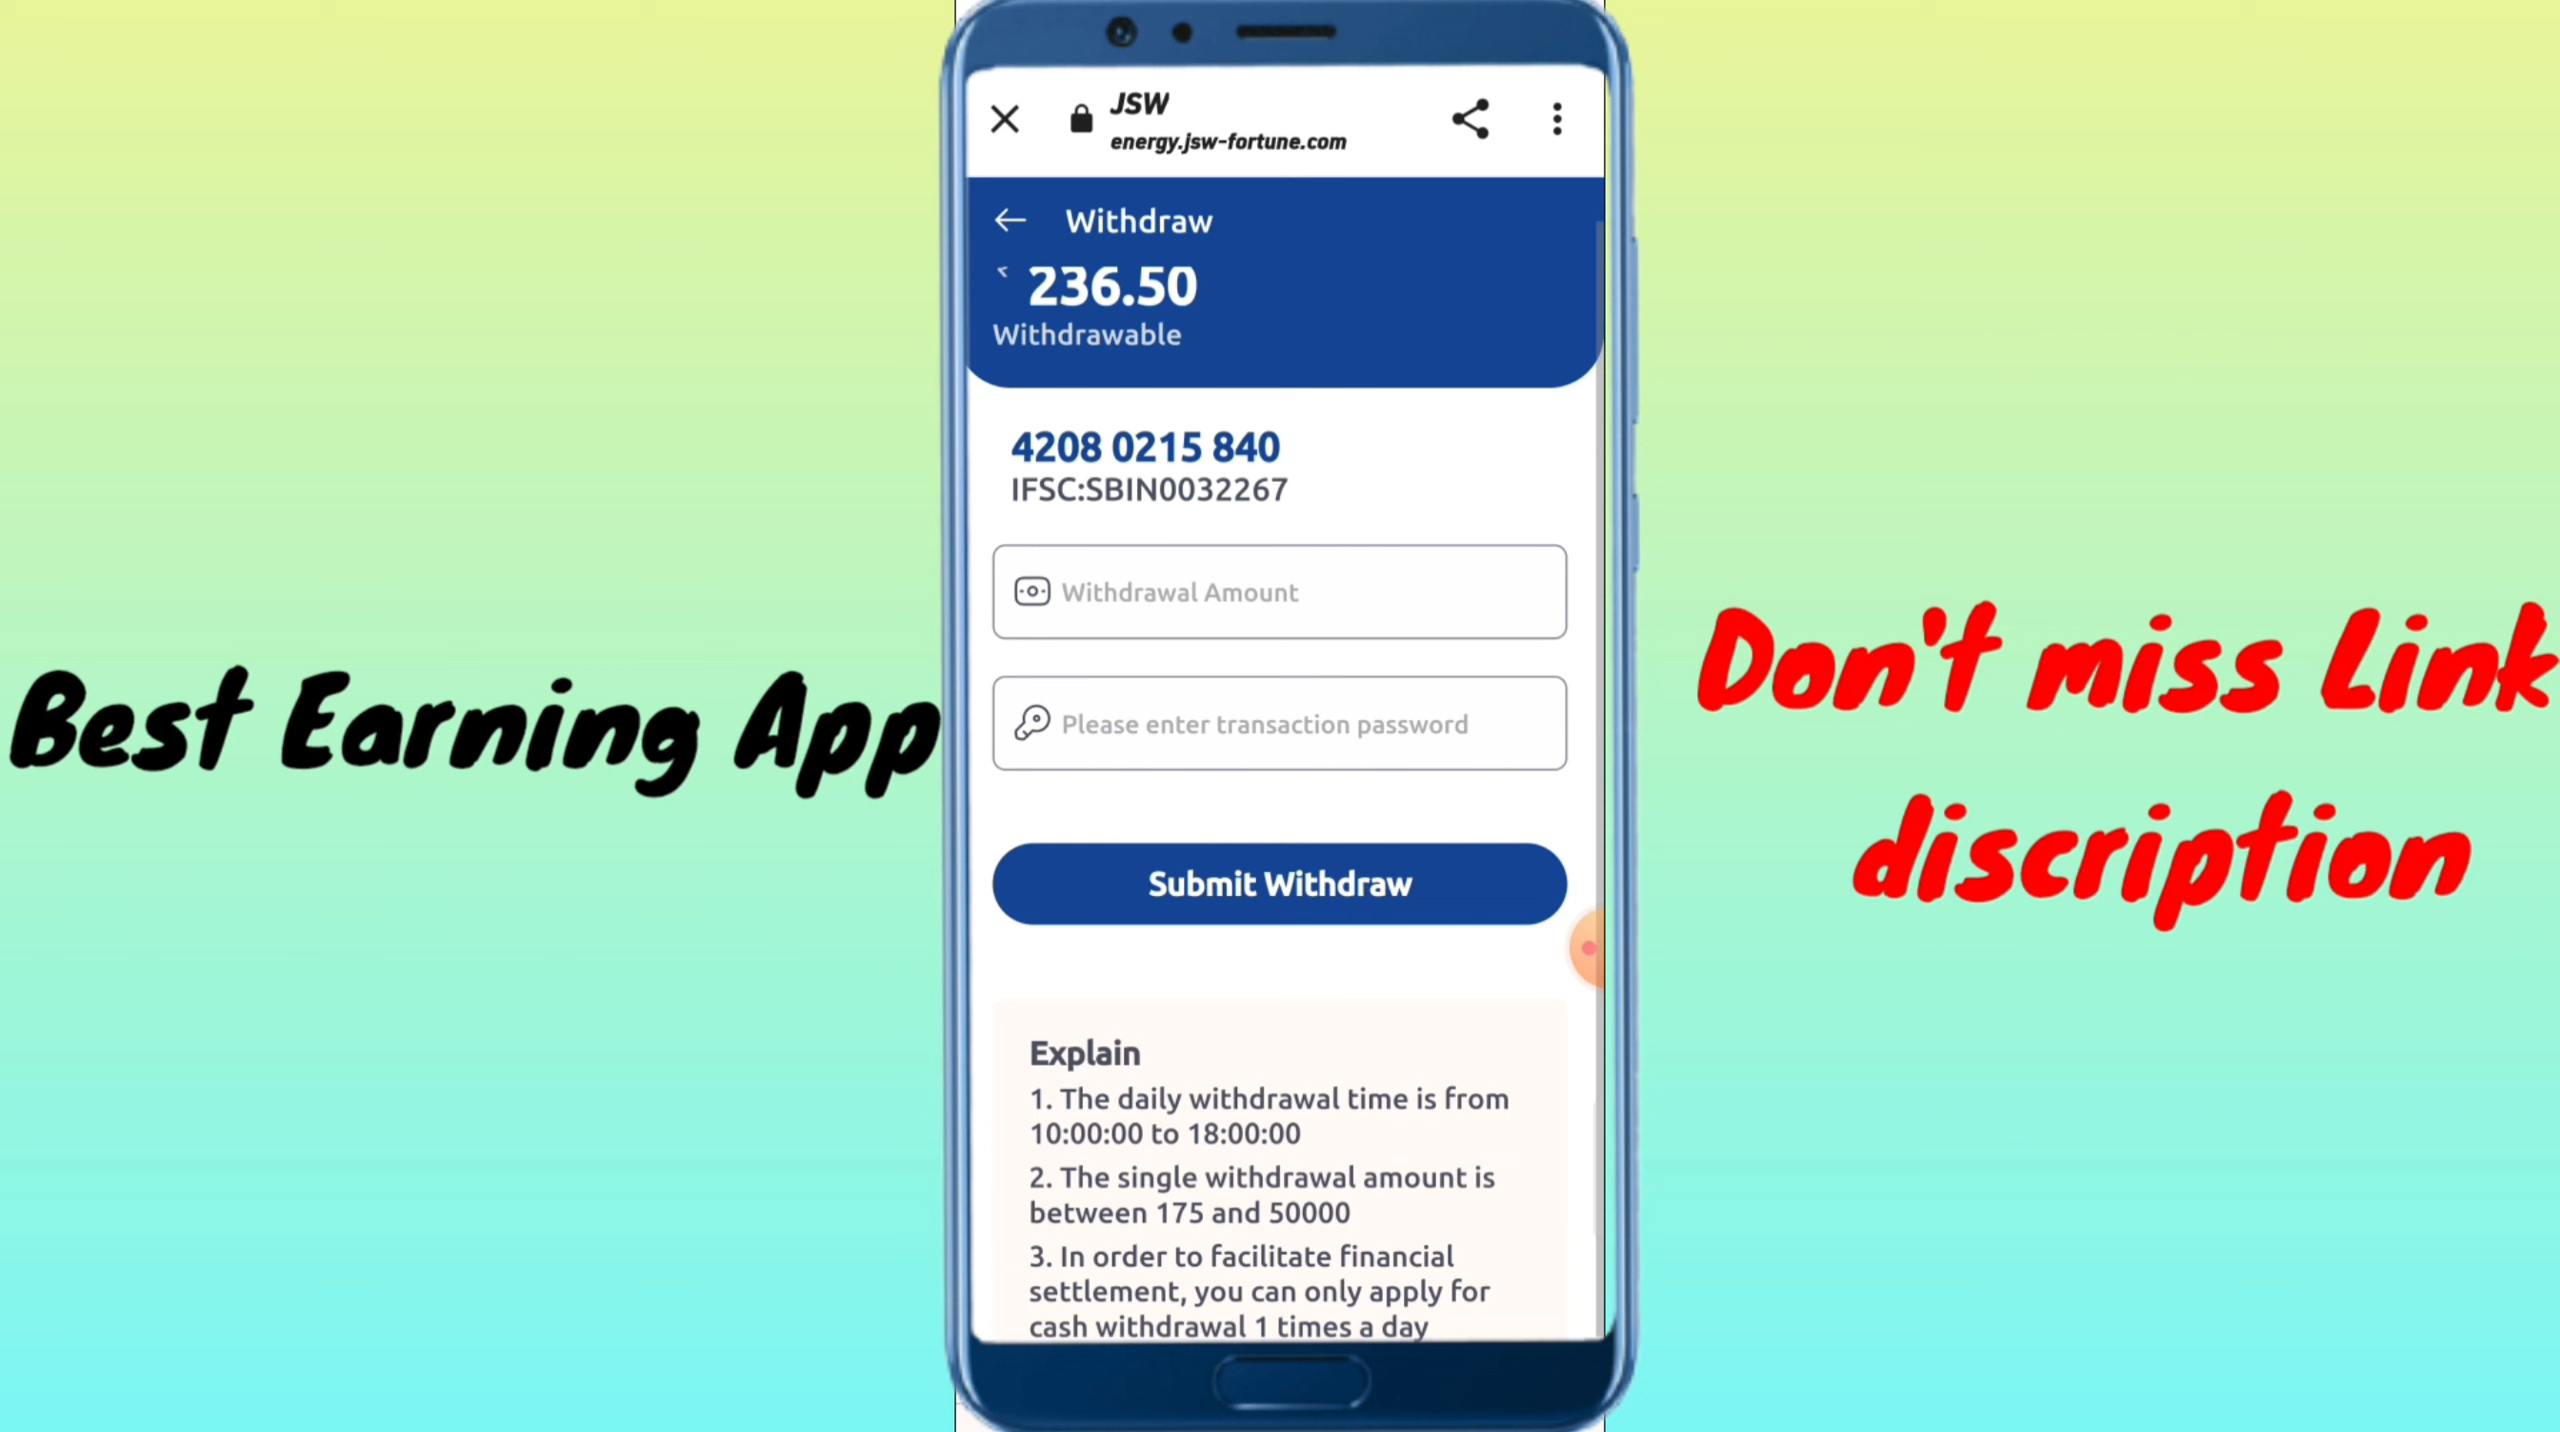 JSW
energy.jsw-fortune.com
Withdraw
236.50
Withdrawable
4208 0215 840
IFSC:SBIN0032267
Withdrawal Amount
Please enter transaction password
Submit Withdraw
Explain
1. The daily withdrawal time is from
10:00:00 to 18:00:00
2. The single withdrawal amount is
between 175 and 50000
3. In order to facilitate financial
settlement, you can only apply for
cash withdrawal 1 times a day
Best Earning App
Don't miss Link
discription